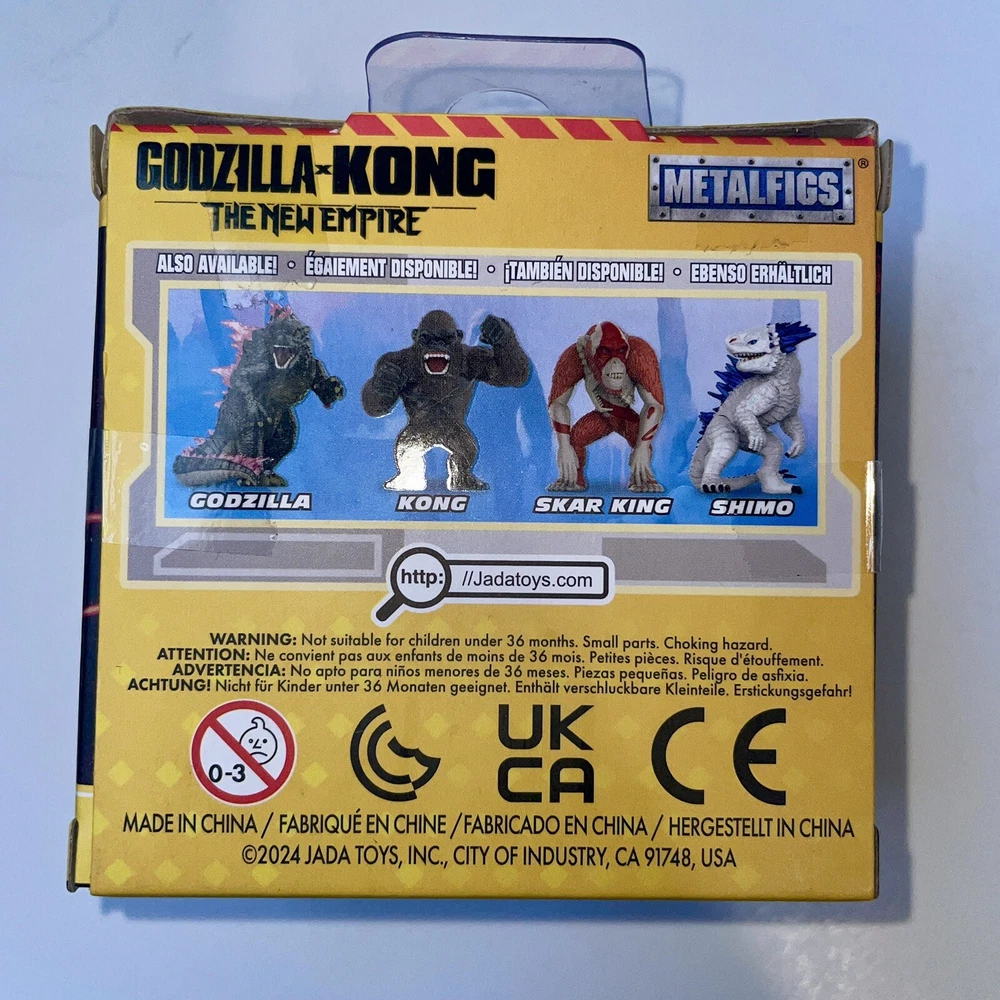 GODZILLA x KONG
THE NEW EMPIRE
METALFIGS®
ALSO AVAILABLE! • ÉGAIEMENT DISPONIBLE! • ¡TAMBIÉN DISPONIBLE! • EBENSO ERHÄLTLICH
GODZILLA KONG SKAR KING SHIMO
http: //Jadatoys.com
WARNING: Not suitable for children under 36 months. Small parts. Choking hazard.
ATTENTION: Ne convient pas aux enfants de moins de 36 mois. Petites pièces. Risque d'étouffement.
ADVERTENCIA: No apto para niños menores de 36 meses. Piezas pequeñas. Peligro de asfixia.
ACHTUNG! Nicht für Kinder unter 36 Monaten geeignet. Enthält verschluckbare Kleinteile. Erstickungsgefahr!
0-3
UK
CA
CE
MADE IN CHINA / FABRIQUÉ EN CHINE / FABRICADO EN CHINA / HERGESTELLT IN CHINA
©2024 JADA TOYS, INC., CITY OF INDUSTRY, CA 91748, USA